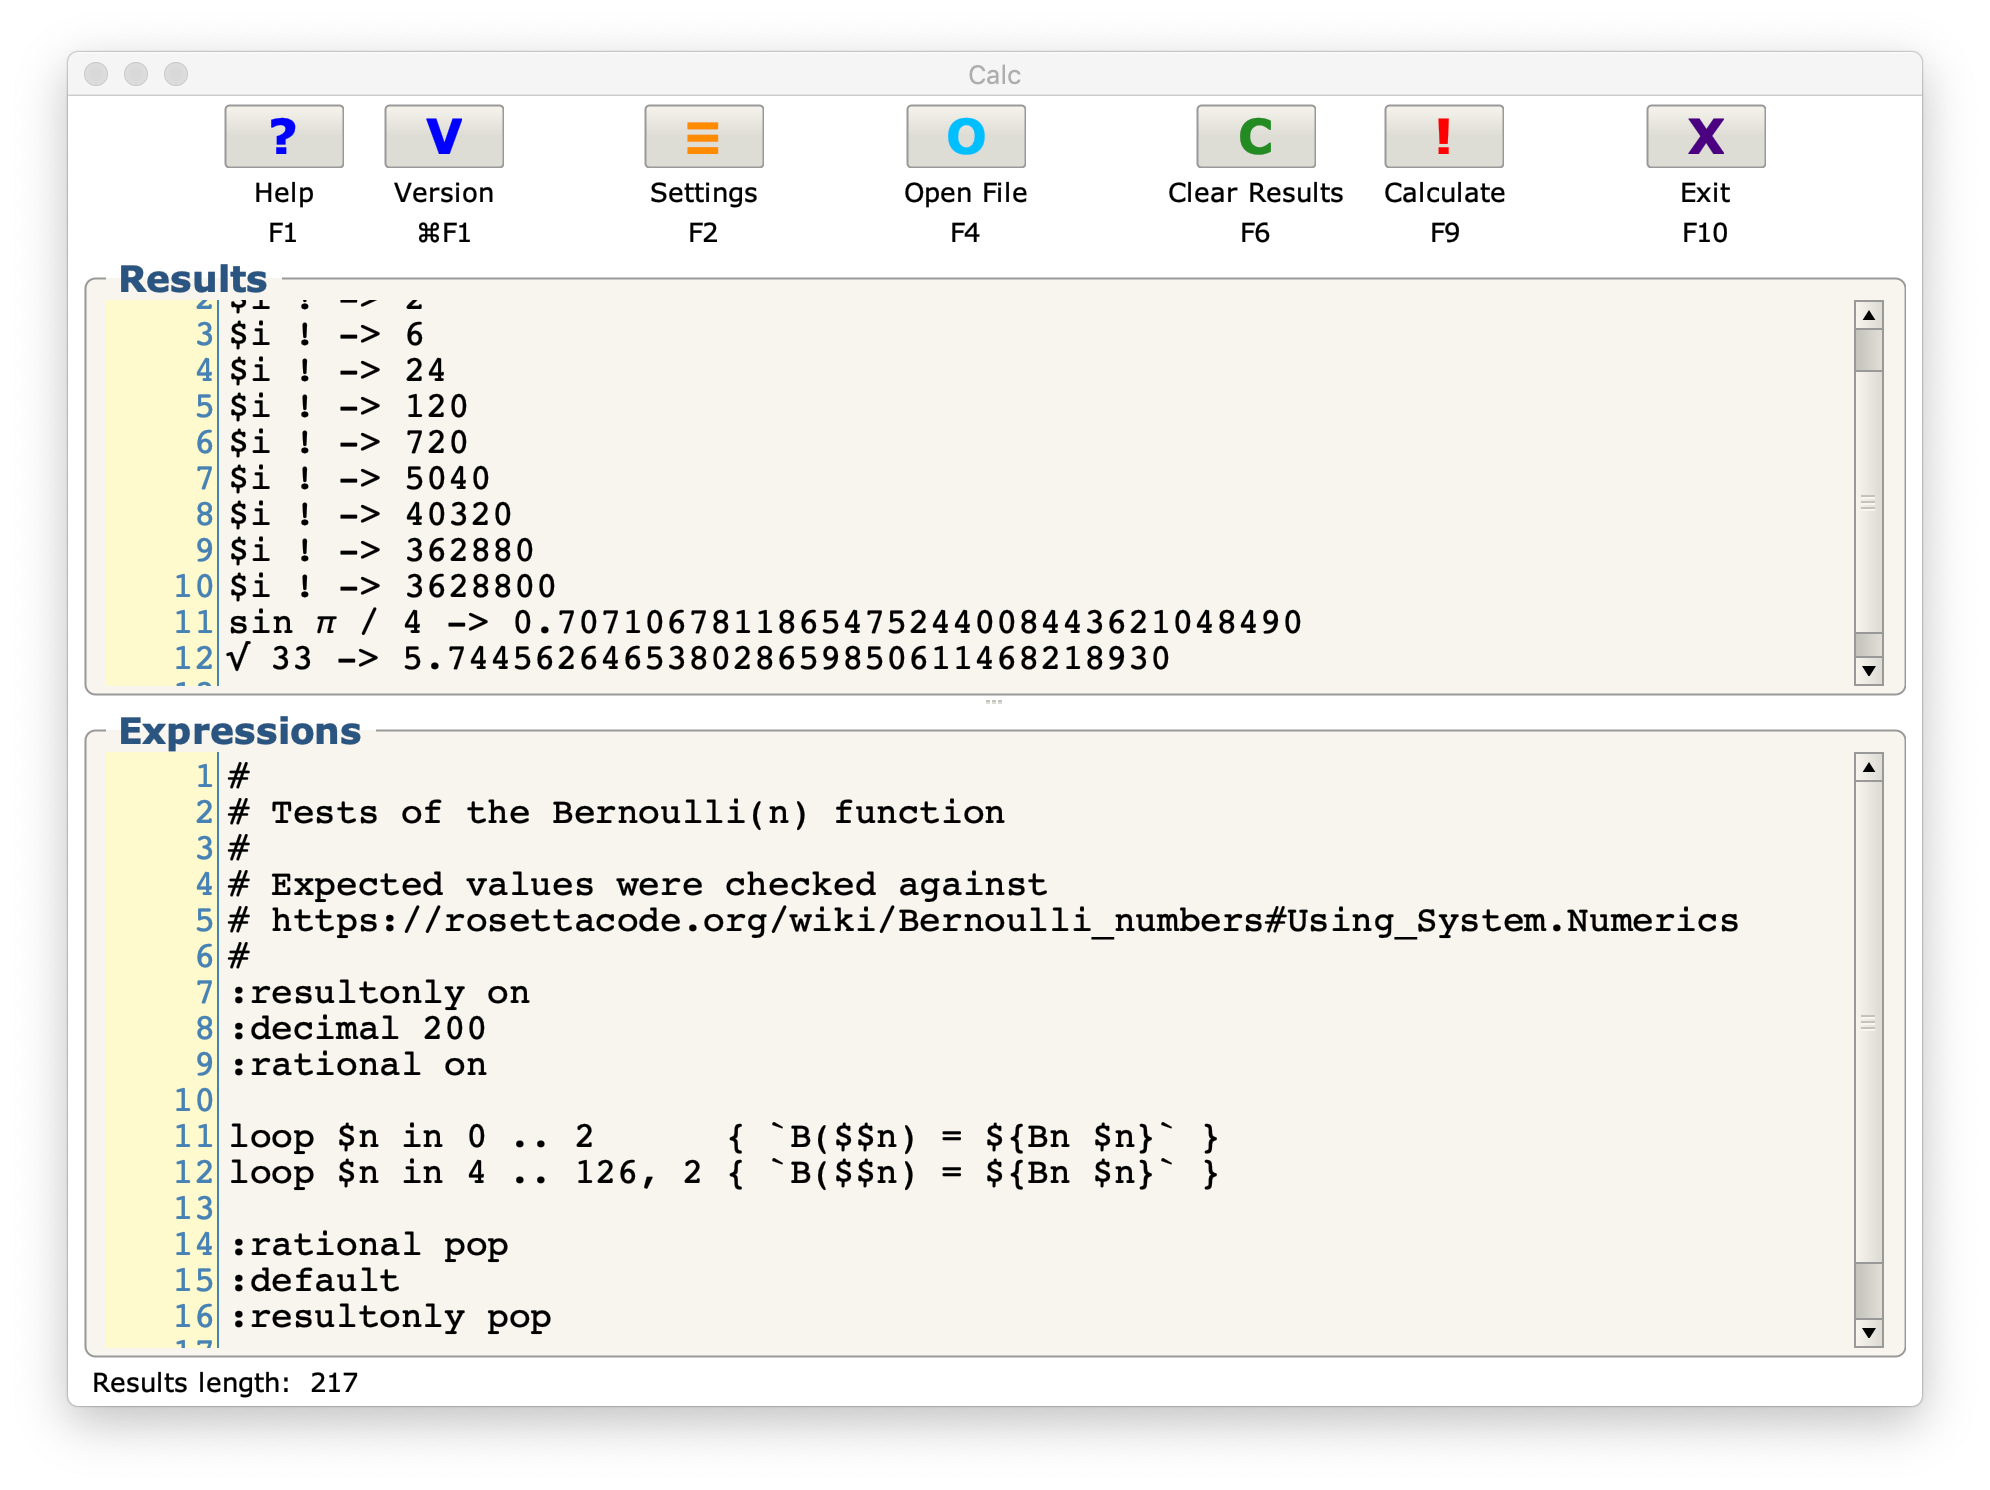 Calc
? V ☰ O C ! X
Help Version Settings Open File Clear Results Calculate Exit
F1 ⌘F1 F2 F4 F6 F9 F10
Results
2 $i ! -> 2
3 $i ! -> 6
4 $i ! -> 24
5 $i ! -> 120
6 $i ! -> 720
7 $i ! -> 5040
8 $i ! -> 40320
9 $i ! -> 362880
10 $i ! -> 3628800
11 sin π / 4 -> 0.7071067811865475244008443621048490
12 √ 33 -> 5.744562646538028659850611468218930
Expressions
1 #
2 # Tests of the Bernoulli(n) function
3 #
4 # Expected values were checked against
5 # https://rosettacode.org/wiki/Bernoulli_numbers#Using_System.Numerics
6 #
7 :resultonly on
8 :decimal 200
9 :rational on
10
11 loop $n in 0 .. 2      { `B($$n) = ${Bn $n}` }
12 loop $n in 4 .. 126, 2 { `B($$n) = ${Bn $n}` }
13
14 :rational pop
15 :default
16 :resultonly pop
17
Results length: 217